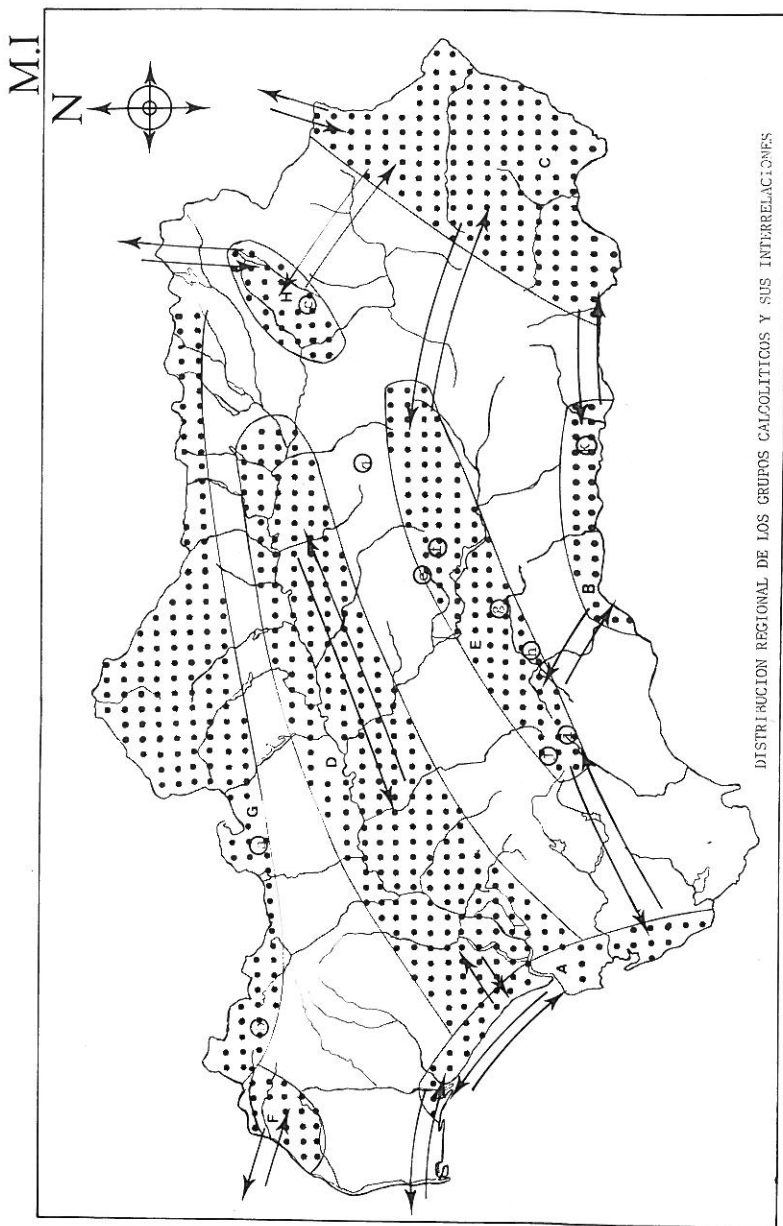 M.I
N
H
C
G
D
E
g
h
K
B
A
F
DISTRIBUCION REGIONAL DE LOS GRUPOS CALCOLITICOS Y SUS INTERRELACIONES